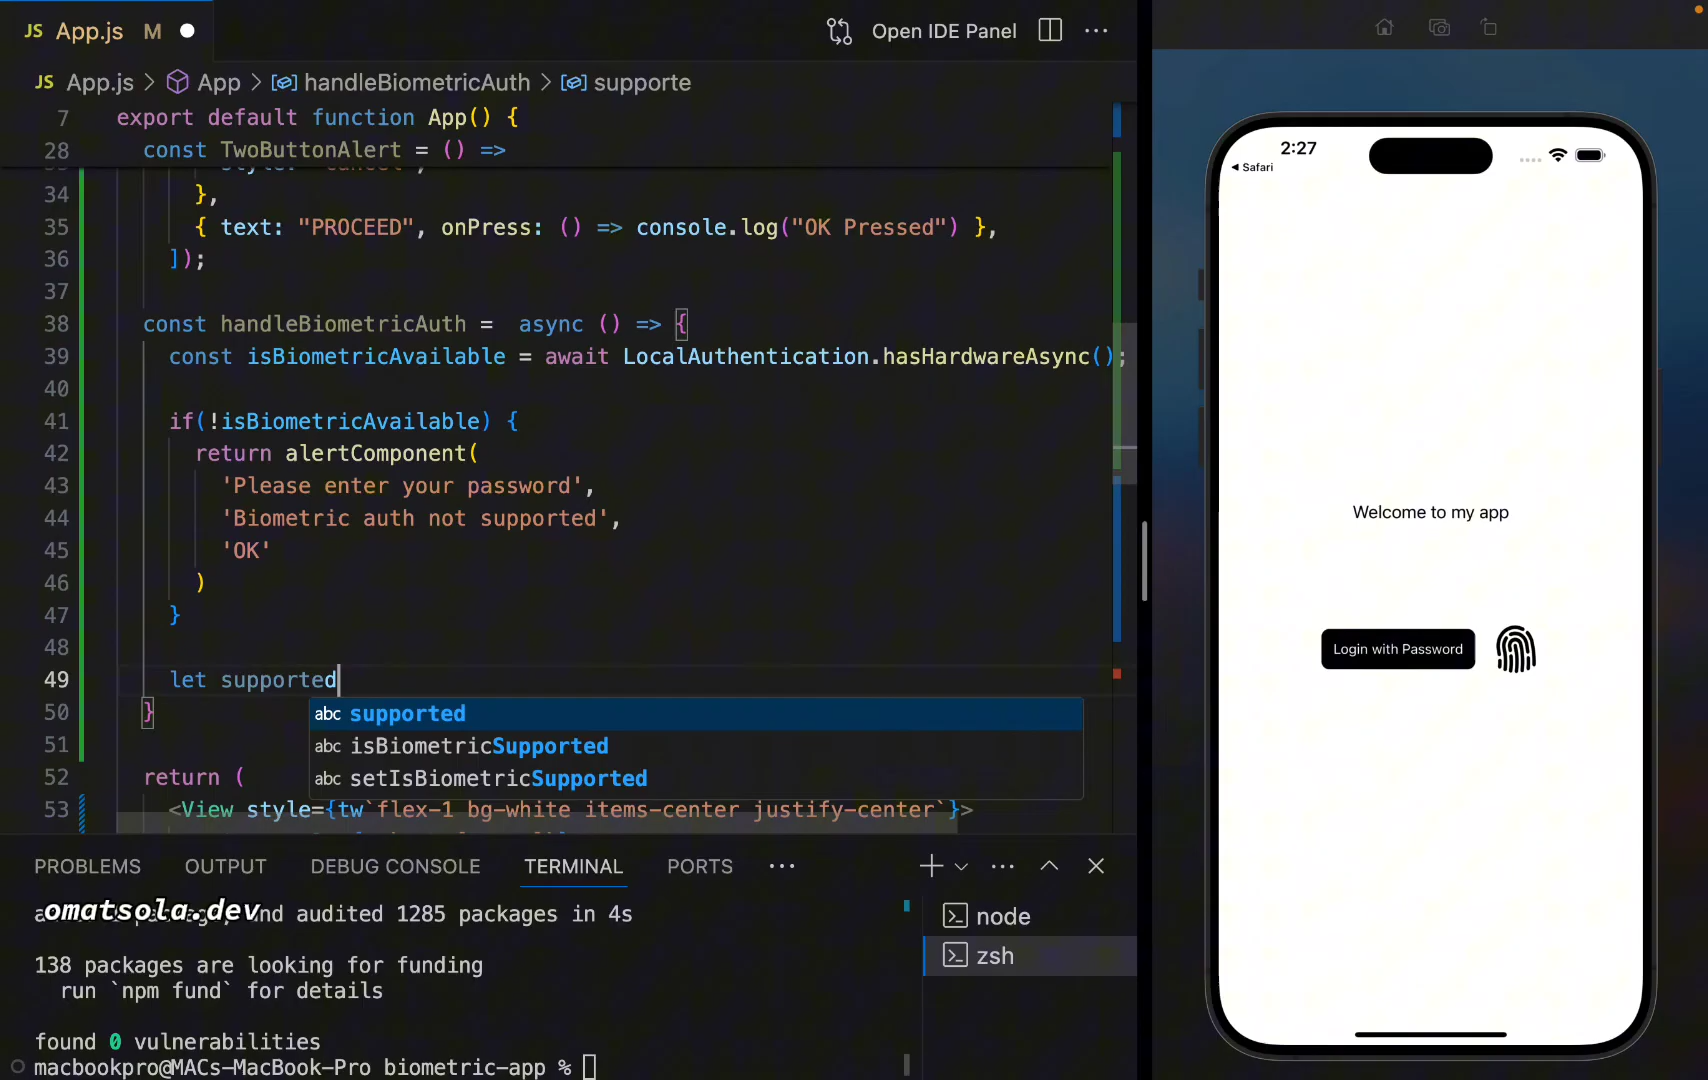 JS App.js M
Open IDE Panel
JS App.js > App > handleBiometricAuth > supporte
7 export default function App() {
28 const TwoButtonAlert = () =>
34 },
35 { text: "PROCEED", onPress: () => console.log("OK Pressed") },
36 ]);
37
38 const handleBiometricAuth =  async () => {
39 const isBiometricAvailable = await LocalAuthentication.hasHardwareAsync();
40
41 if(!isBiometricAvailable) {
42 return alertComponent(
43 'Please enter your password',
44 'Biometric auth not supported',
45 'OK'
46 )
47 }
48
49 let supported
50 }
abc supported
abc isBiometricSupported
abc setIsBiometricSupported
51
52 return (
53 <View style={tw`flex-1 bg-white items-center justify-center`}>
PROBLEMS OUTPUT DEBUG CONSOLE TERMINAL PORTS
omatsola.dev
audited 1285 packages in 4s
138 packages are looking for funding
run `npm fund` for details
found 0 vulnerabilities
macbookpro@MACs-MacBook-Pro biometric-app %
node
zsh
2:27
Safari
Welcome to my app
Login with Password